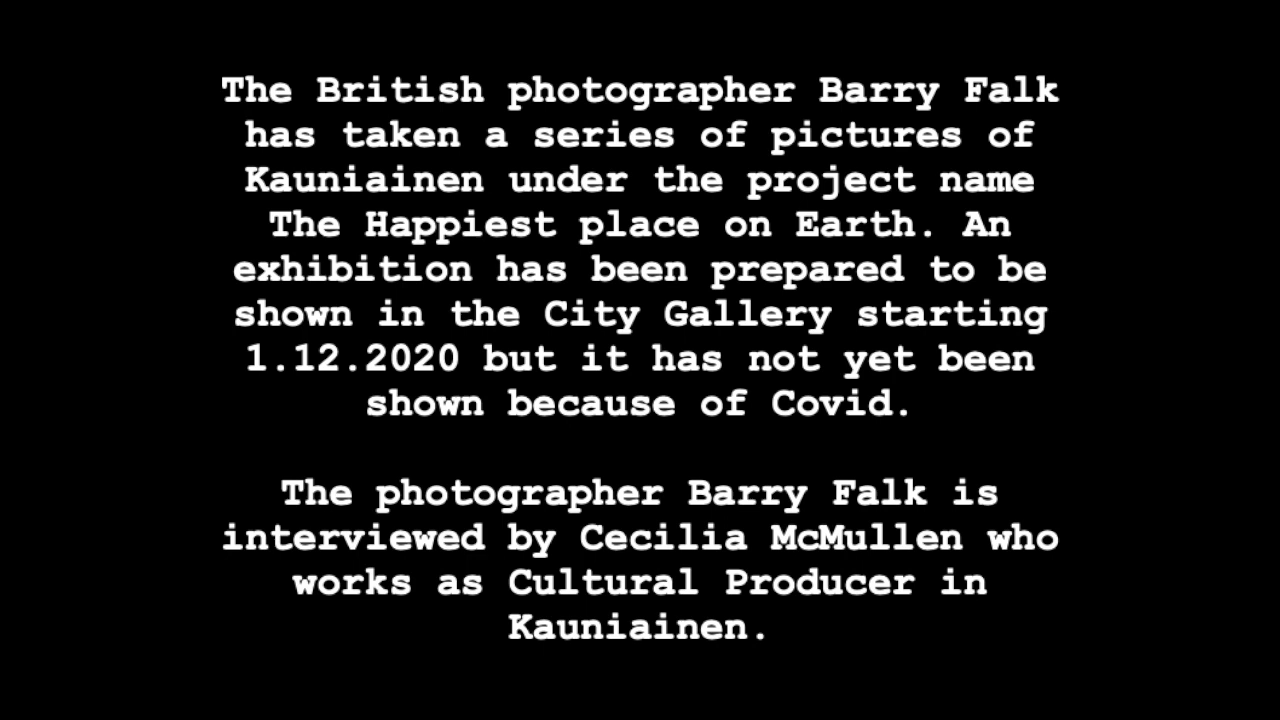 The British photographer Barry Falk
has taken a series of pictures of
Kauniainen under the project name
The Happiest place on Earth. An
exhibition has been prepared to be
shown in the City Gallery starting
1.12.2020 but it has not yet been
shown because of Covid.
The photographer Barry Falk is
interviewed by Cecilia McMullen who
works as Cultural Producer in
Kauniainen.